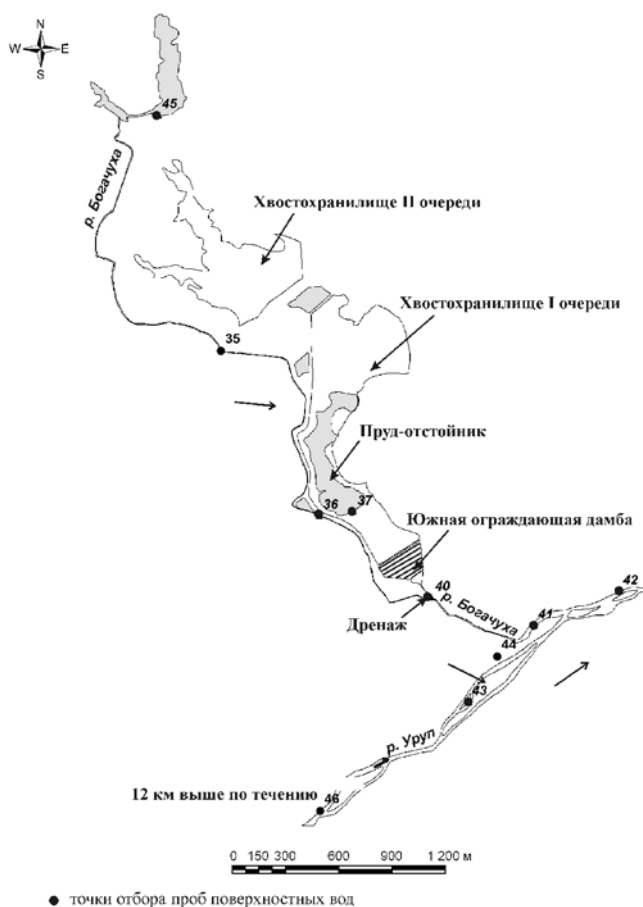 N
W E
S
45
р. Богачуха
Хвостохранилище II очереди
Хвостохранилище I очереди
35
Пруд-отстойник
36 37
Южная ограждающая дамба
40
р. Богачуха
42
41
Дренаж
44
43
р. Уруп
12 км выше по течению
46
0 150 300 600 900 1 200 м
точки отбора проб поверхностных вод